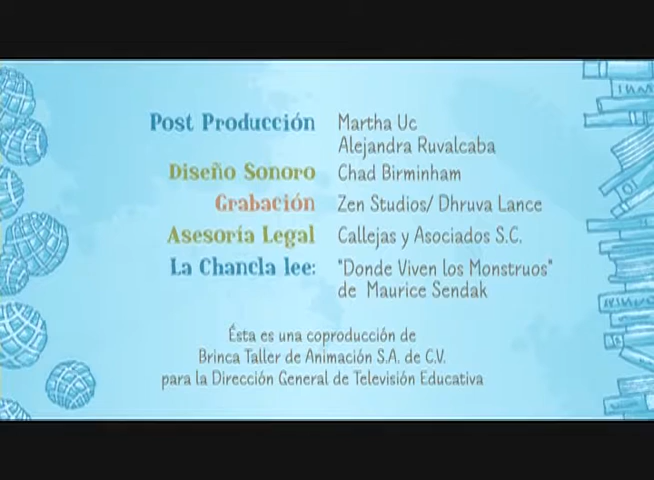 Post Producción Martha Uc
Alejandra Ruvalcaba
Diseño Sonoro Chad Birminham
Grabación Zen Studios/ Dhruva Lance
Asesoría Legal Callejas y Asociados S.C.
La Chancla lee: "Donde Viven los Monstruos"
de Maurice Sendak
Ésta es una coproducción de
Brinca Taller de Animación S.A. de C.V.
para la Dirección General de Televisión Educativa